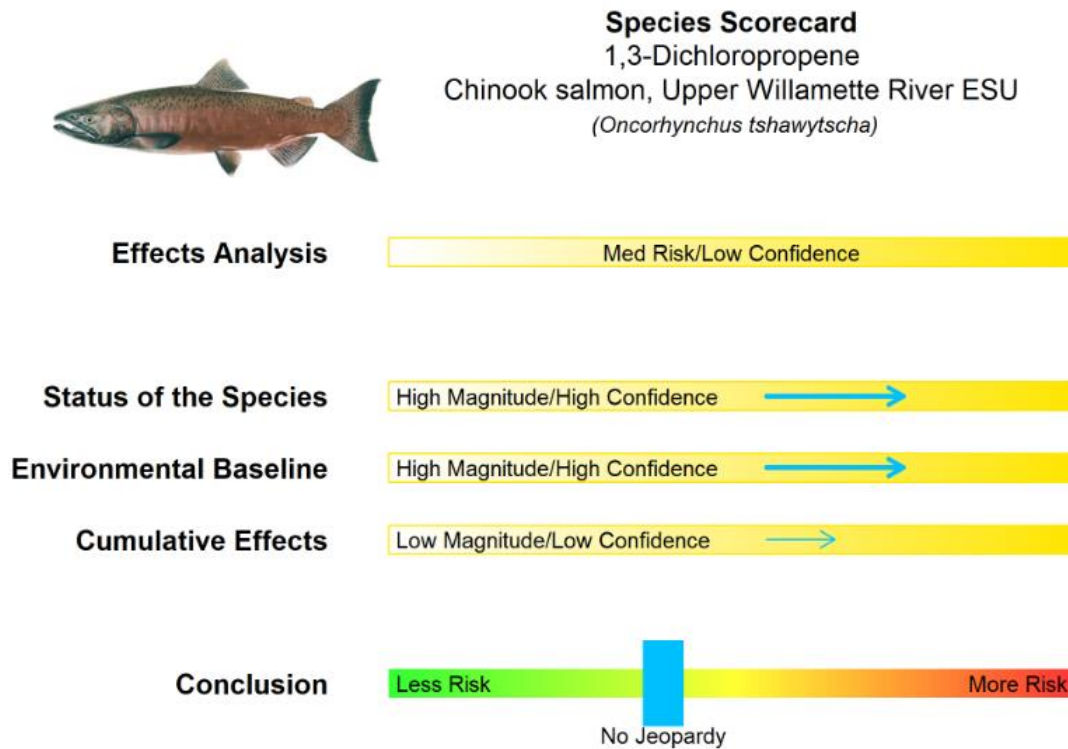 Species Scorecard
1,3-Dichloropropene
Chinook salmon, Upper Willamette River ESU
(Oncorhynchus tshawytscha)
Effects Analysis
Med Risk/Low Confidence
Status of the Species
High Magnitude/High Confidence
Environmental Baseline
High Magnitude/High Confidence
Cumulative Effects
Low Magnitude/Low Confidence
Conclusion
Less Risk
More Risk
No Jeopardy